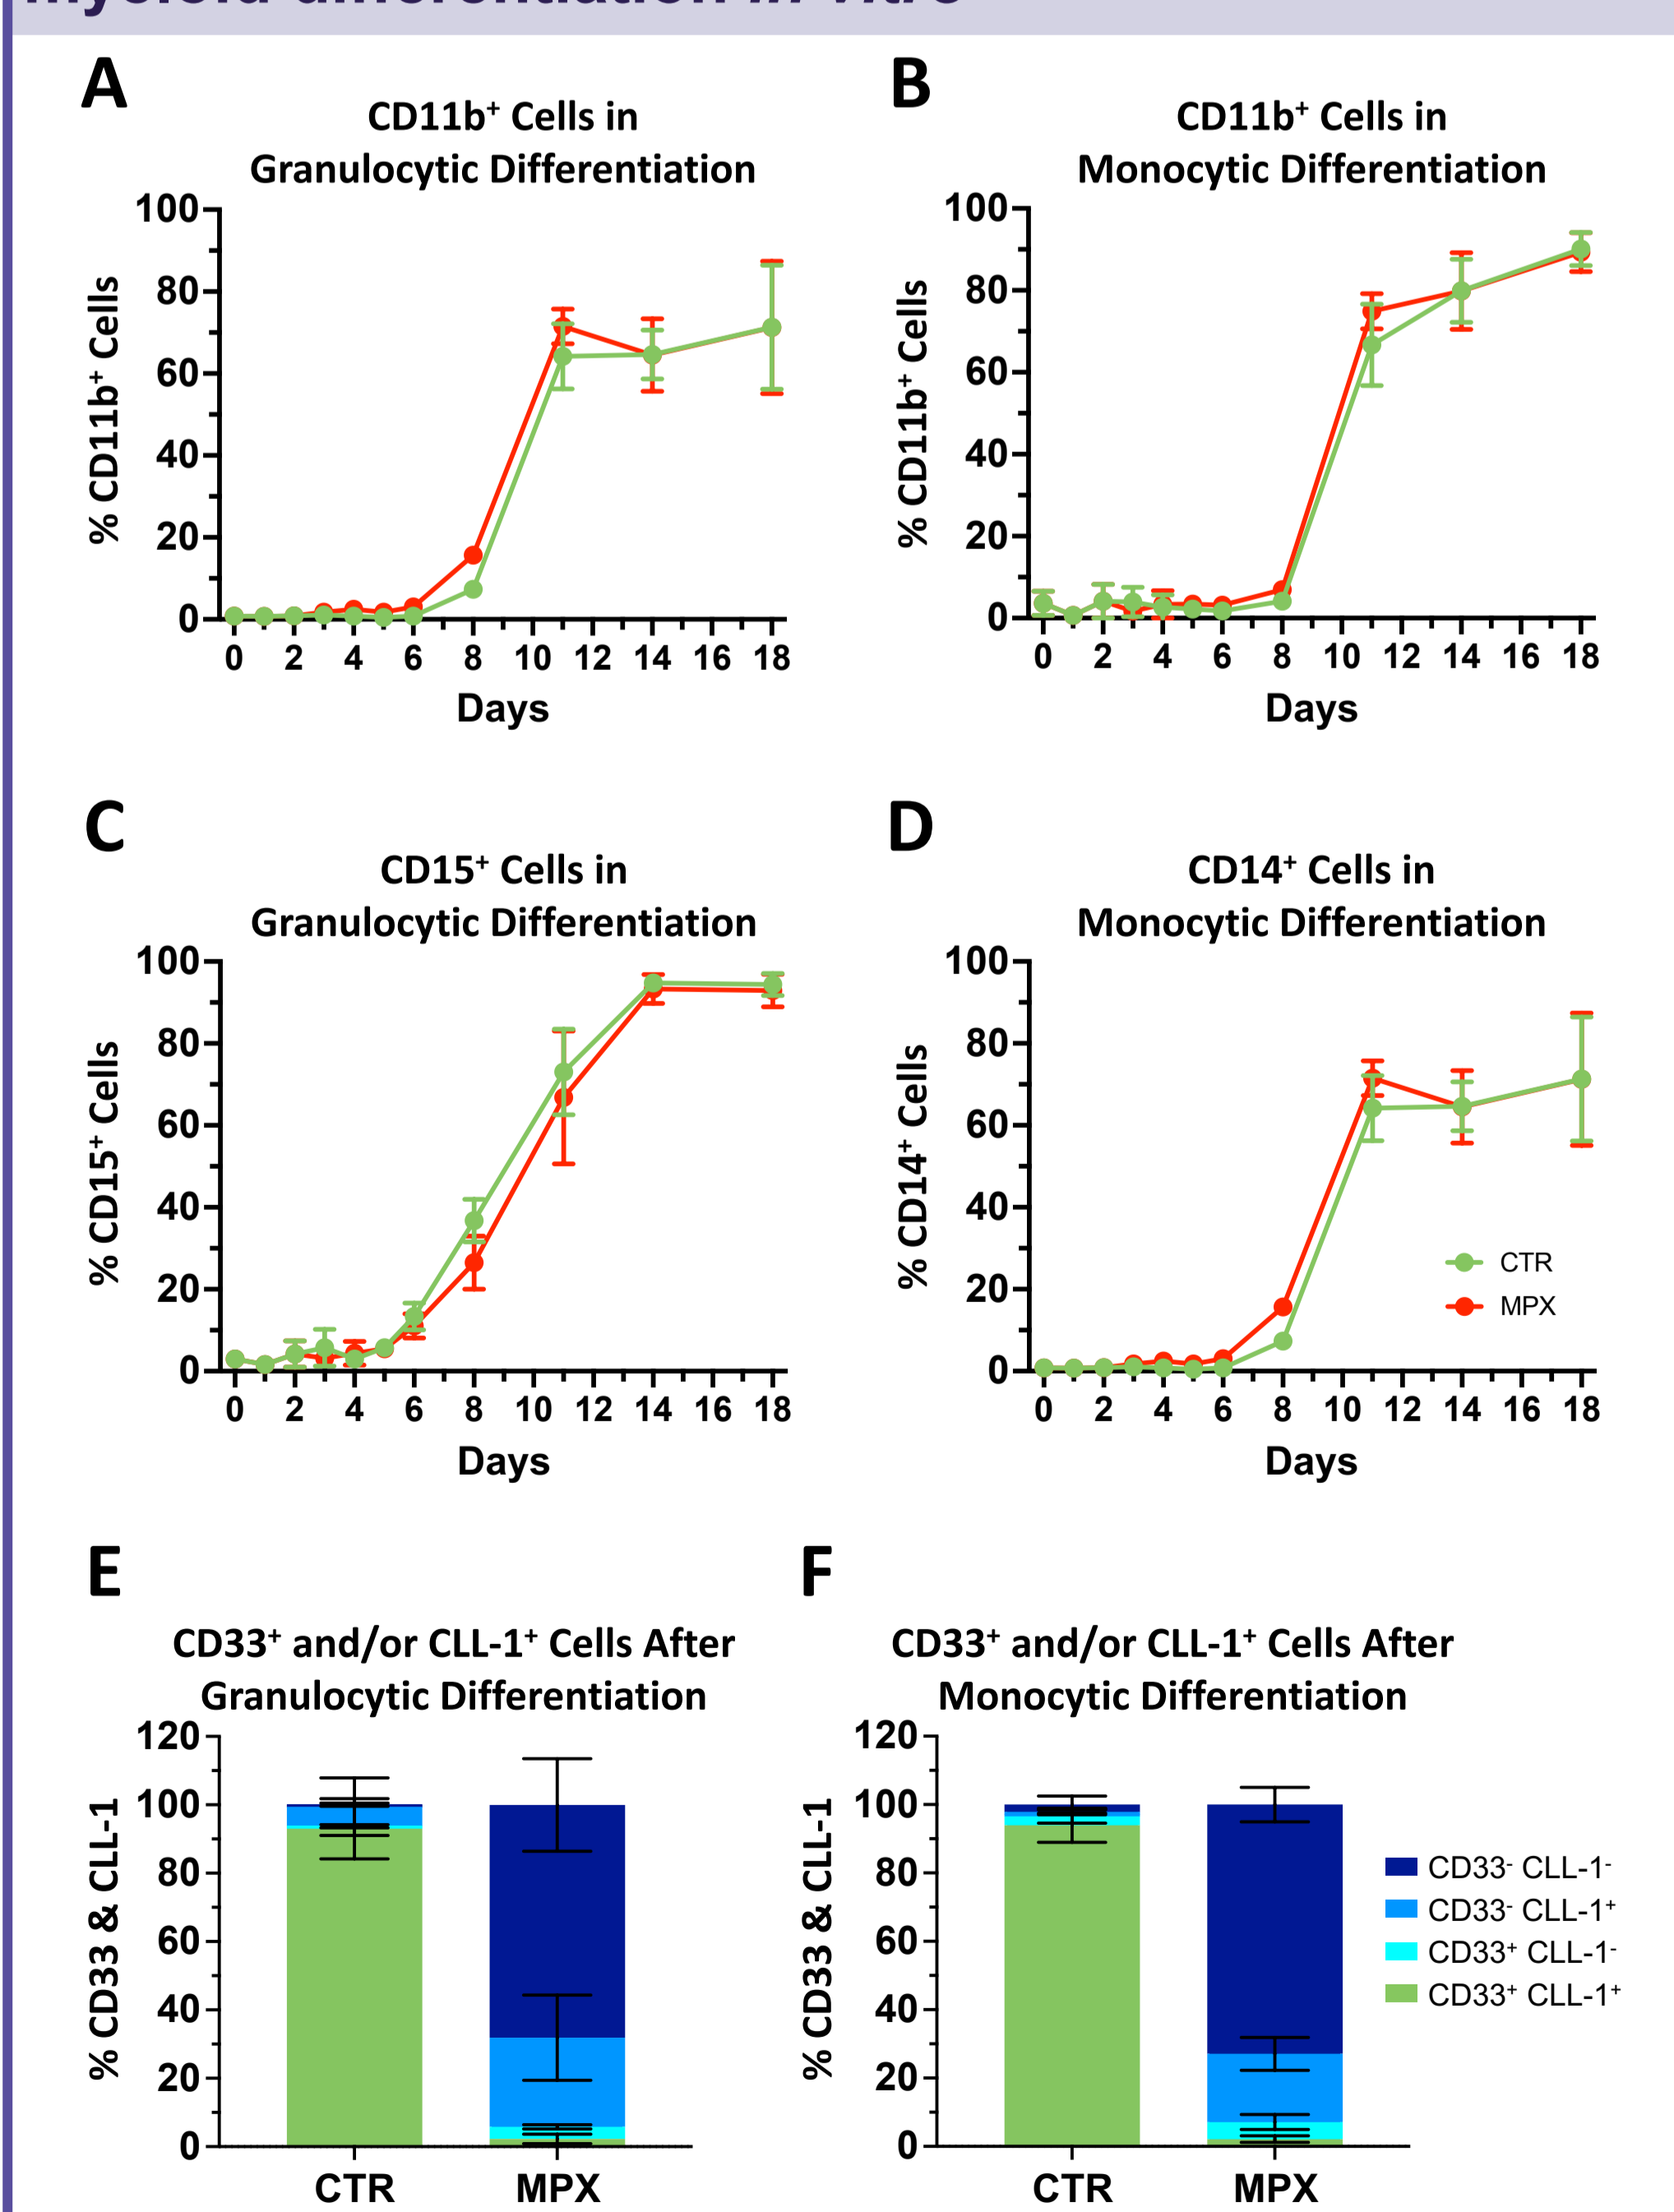 myeloid differentiation in vitro
A
CD11b⁺ Cells in
Granulocytic Differentiation
% CD11b⁺ Cells
100
80
60
40
20
0
0 2 4 6 8 10 12 14 16 18
Days
B
CD11b⁺ Cells in
Monocytic Differentiation
% CD11b⁺ Cells
100
80
60
40
20
0
0 2 4 6 8 10 12 14 16 18
Days
C
CD15⁺ Cells in
Granulocytic Differentiation
% CD15⁺ Cells
100
80
60
40
20
0
0 2 4 6 8 10 12 14 16 18
Days
D
CD14⁺ Cells in
Monocytic Differentiation
% CD14⁺ Cells
100
80
60
40
20
0
CTR
MPX
0 2 4 6 8 10 12 14 16 18
Days
E
CD33⁺ and/or CLL-1⁺ Cells After
Granulocytic Differentiation
% CD33 & CLL-1
120
100
80
60
40
20
0
CTR MPX
F
CD33⁺ and/or CLL-1⁺ Cells After
Monocytic Differentiation
% CD33 & CLL-1
120
100
80
60
40
20
0
CTR MPX
CD33⁻ CLL-1⁻
CD33⁻ CLL-1⁺
CD33⁺ CLL-1⁻
CD33⁺ CLL-1⁺